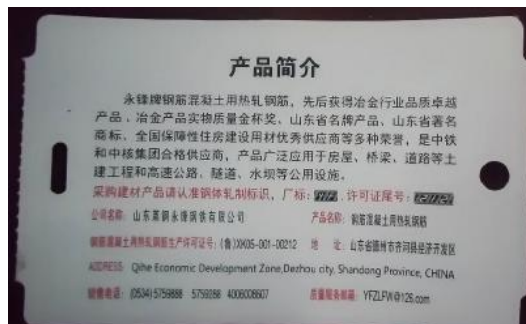 产品简介
永锋牌钢筋混凝土用热轧钢筋，先后获得冶金行业品质卓越
产品、冶金产品实物质量金杯奖、山东省名牌产品、山东省著名
商标、全国保障性住房建设用材优秀供应商等多种荣誉，是中铁
和中核集团合格供应商，产品广泛应用于房屋、桥梁、道路等土
建工程和高速公路、隧道、水坝等公用设施。
采购建材产品请认准钢体轧制标识，厂标： 许可证尾号：
公司名称：山东莱钢永锋钢铁有限公司 产品名称：钢筋混凝土用热轧钢筋
钢筋混凝土用热轧钢筋生产许可证号：(鲁)XK05-001-00212 地 址：山东省德州市齐河县经济开发区
ADDRESS: Qihe Economic Development Zone,Dezhou city, Shandong Province, CHINA
销售电话：(0534)5759888 5759288 4006008607 质量服务邮箱：YFZLFW@126.com